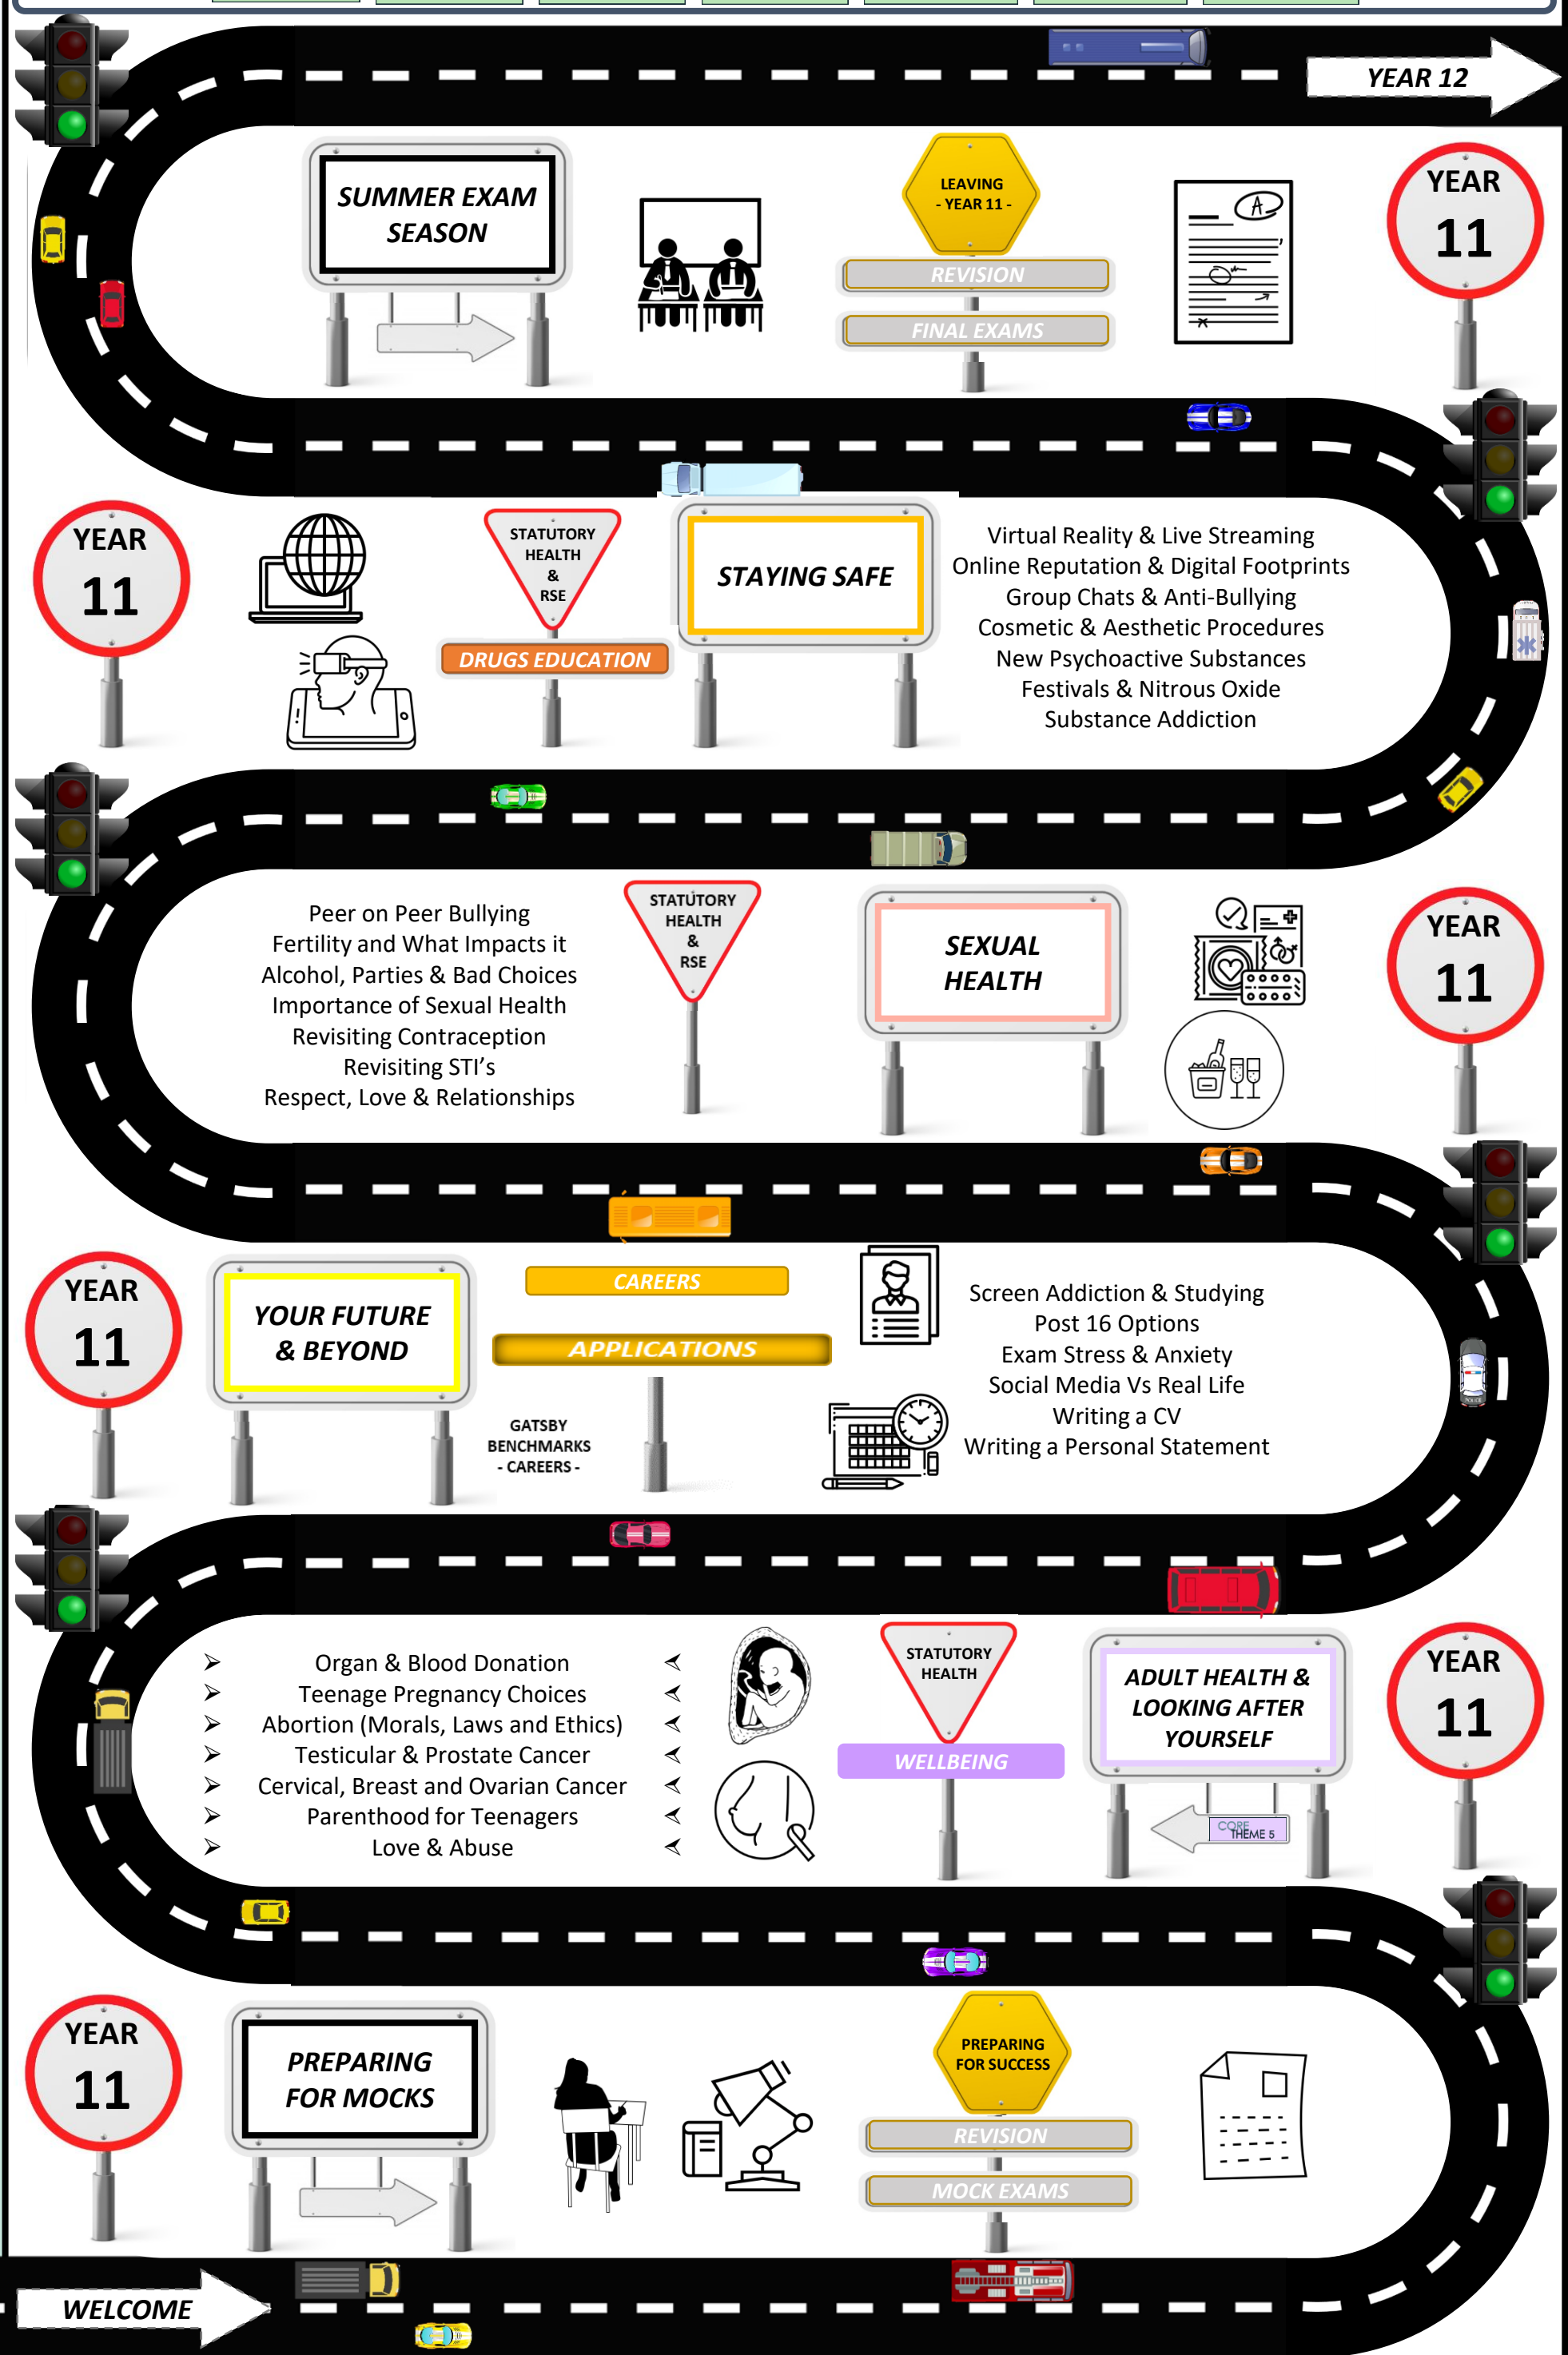 YEAR 12
SUMMER EXAM
SEASON
LEAVING
- YEAR 11 -
REVISION
FINAL EXAMS
A
YEAR
11
YEAR
11
STATUTORY
HEALTH
&
RSE
DRUGS EDUCATION
STAYING SAFE
Virtual Reality & Live Streaming
Online Reputation & Digital Footprints
Group Chats & Anti-Bullying
Cosmetic & Aesthetic Procedures
New Psychoactive Substances
Festivals & Nitrous Oxide
Substance Addiction
Peer on Peer Bullying
Fertility and What Impacts it
Alcohol, Parties & Bad Choices
Importance of Sexual Health
Revisiting Contraception
Revisiting STI's
Respect, Love & Relationships
STATUTORY
HEALTH
&
RSE
SEXUAL
HEALTH
YEAR
11
YEAR
11
YOUR FUTURE
& BEYOND
CAREERS
APPLICATIONS
GATSBY
BENCHMARKS
- CAREERS -
Screen Addiction & Studying
Post 16 Options
Exam Stress & Anxiety
Social Media Vs Real Life
Writing a CV
Writing a Personal Statement
Organ & Blood Donation
Teenage Pregnancy Choices
Abortion (Morals, Laws and Ethics)
Testicular & Prostate Cancer
Cervical, Breast and Ovarian Cancer
Parenthood for Teenagers
Love & Abuse
STATUTORY
HEALTH
WELLBEING
ADULT HEALTH &
LOOKING AFTER
YOURSELF
CORE
THEME 5
YEAR
11
YEAR
11
PREPARING
FOR MOCKS
PREPARING
FOR SUCCESS
REVISION
MOCK EXAMS
WELCOME